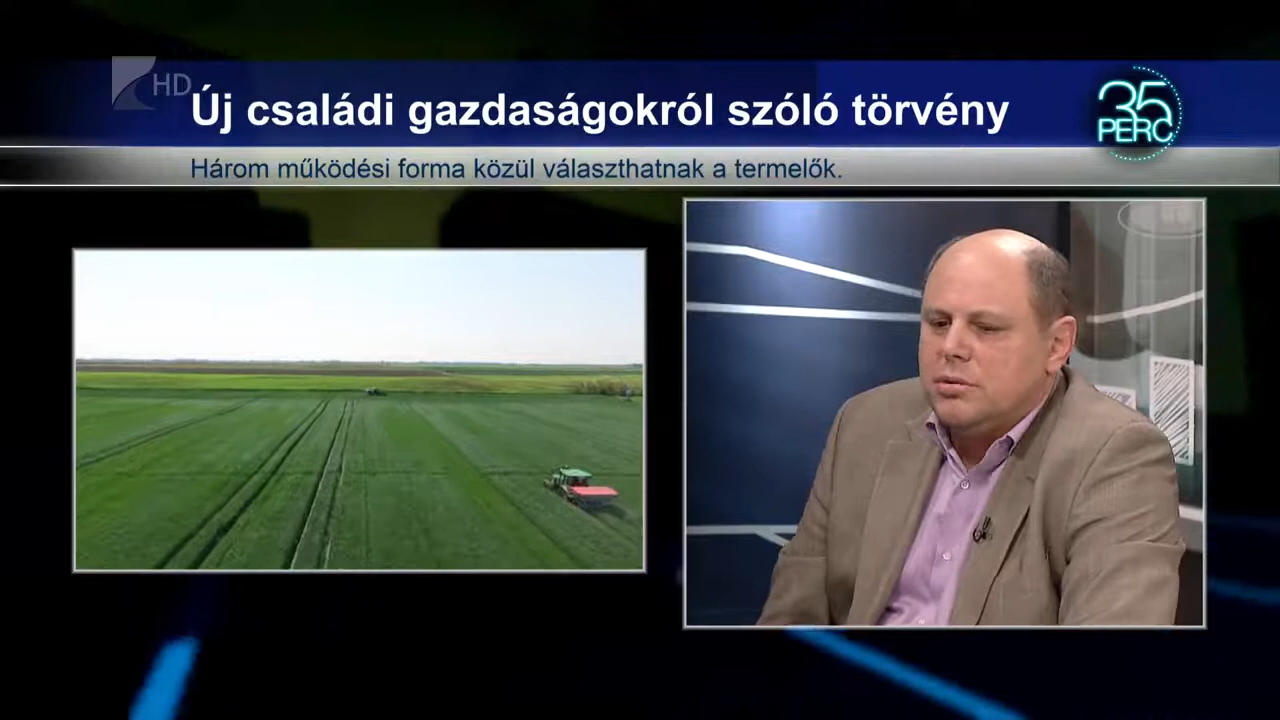 HD
Új családi gazdaságokról szóló törvény
35
PERC
Három működési forma közül választhatnak a termelők.